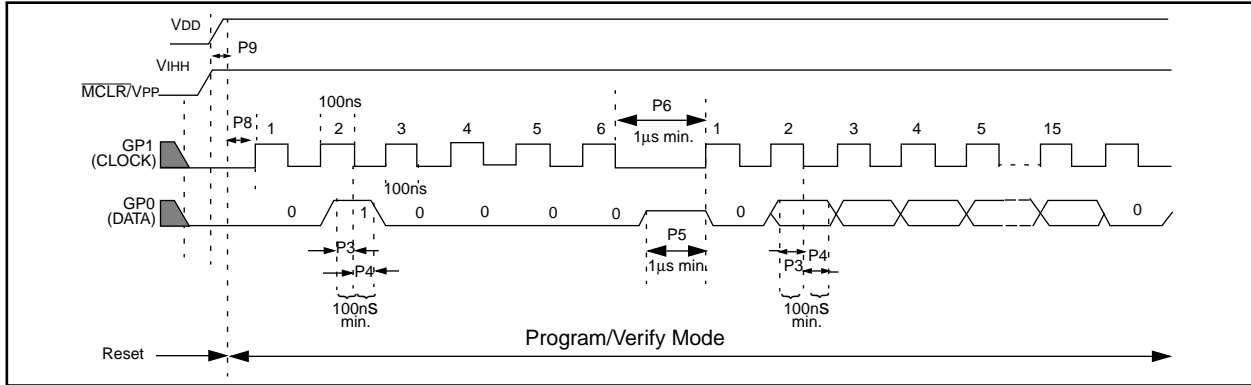 VDD
P9
VIHH
MCLR/VPP
100ns
P8
P6
1 2 3 4 5 6 1μs min. 1 2 3 4 5 15
GP1
(CLOCK)
100ns
GP0
(DATA)
0 1 0 0 0 0 0 0
P5
P3 1μs min. P4
P4 P3
100ns min.
100ns min.
Program/Verify Mode
Reset